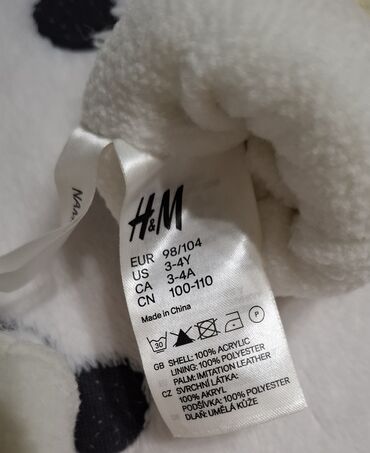 H&M
EUR 98/104
US 3-4Y
CA 3-4A
CN 100-110
Made in China
30
P
GB SHELL: 100% ACRYLIC
LINING: 100% POLYESTER
PALM: IMITATION LEATHER
CZ SVRCHNÍ LÁTKA:
100% AKRYL
PODŠÍVKA: 100% POLYESTER
DLAŇ: UMĚLÁ KŮŽE